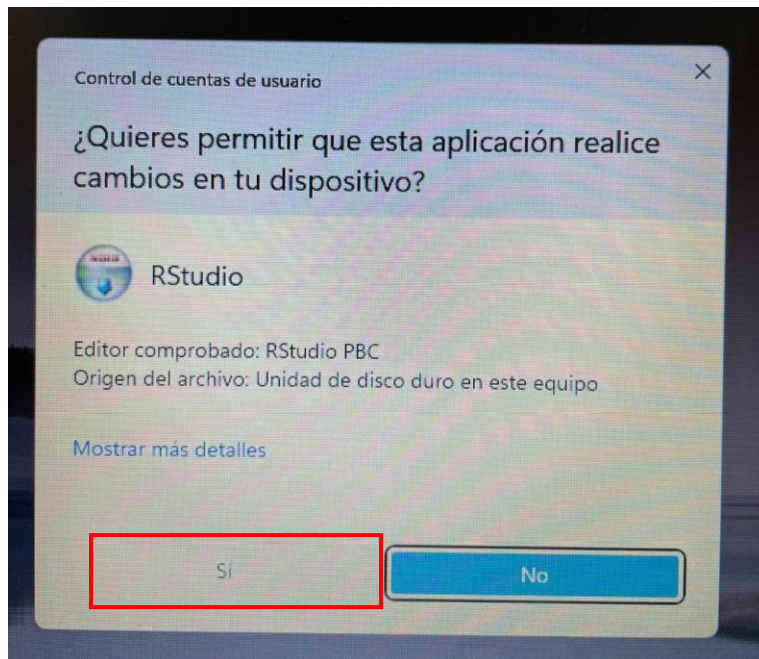 Control de cuentas de usuario
¿Quieres permitir que esta aplicación realice
cambios en tu dispositivo?
RStudio
Editor comprobado: RStudio PBC
Origen del archivo: Unidad de disco duro en este equipo
Mostrar más detalles
Sí
No